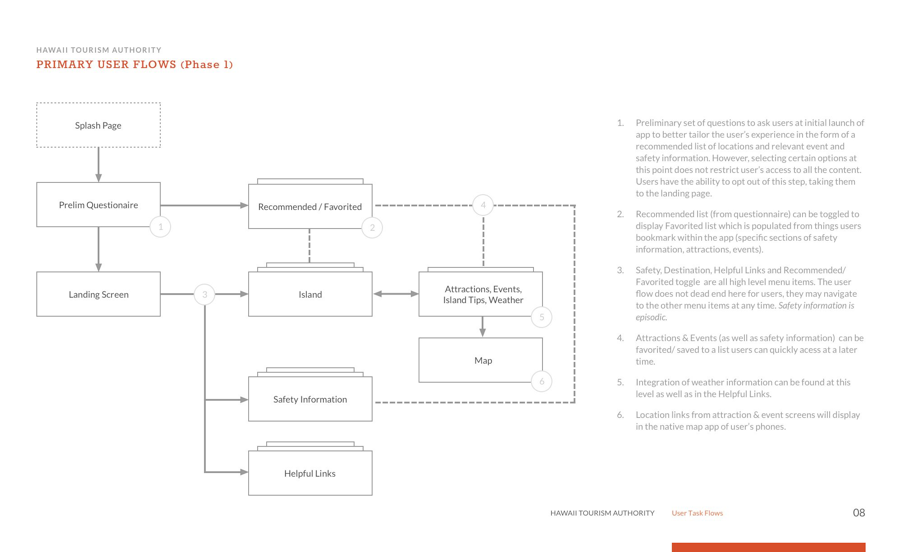 HAWAII TOURISM AUTHORITY
PRIMARY USER FLOWS (Phase 1)
Splash Page
Prelim Questionaire
1
Recommended / Favorited
2
4
Landing Screen
3
Island
Attractions, Events,
Island Tips, Weather
5
Map
6
Safety Information
Helpful Links
1. Preliminary set of questions to ask users at initial launch of
app to better tailor the user's experience in the form of a
recommended list of locations and relevant event and
safety information. However, selecting certain options at
this point does not restrict user's access to all the content.
Users have the ability to opt out of this step, taking them
to the landing page.
2. Recommended list (from questionnaire) can be toggled to
display Favorited list which is populated from things users
bookmark within the app (specific sections of safety
information, attractions, events).
3. Safety, Destination, Helpful Links and Recommended/
Favorited toggle are all high level menu items. The user
flow does not dead end here for users, they may navigate
to the other menu items at any time. Safety information is
episodic.
4. Attractions & Events (as well as safety information) can be
favorited/ saved to a list users can quickly acess at a later
time.
5. Integration of weather information can be found at this
level as well as in the Helpful Links.
6. Location links from attraction & event screens will display
in the native map app of user's phones.
HAWAII TOURISM AUTHORITY User Task Flows 08